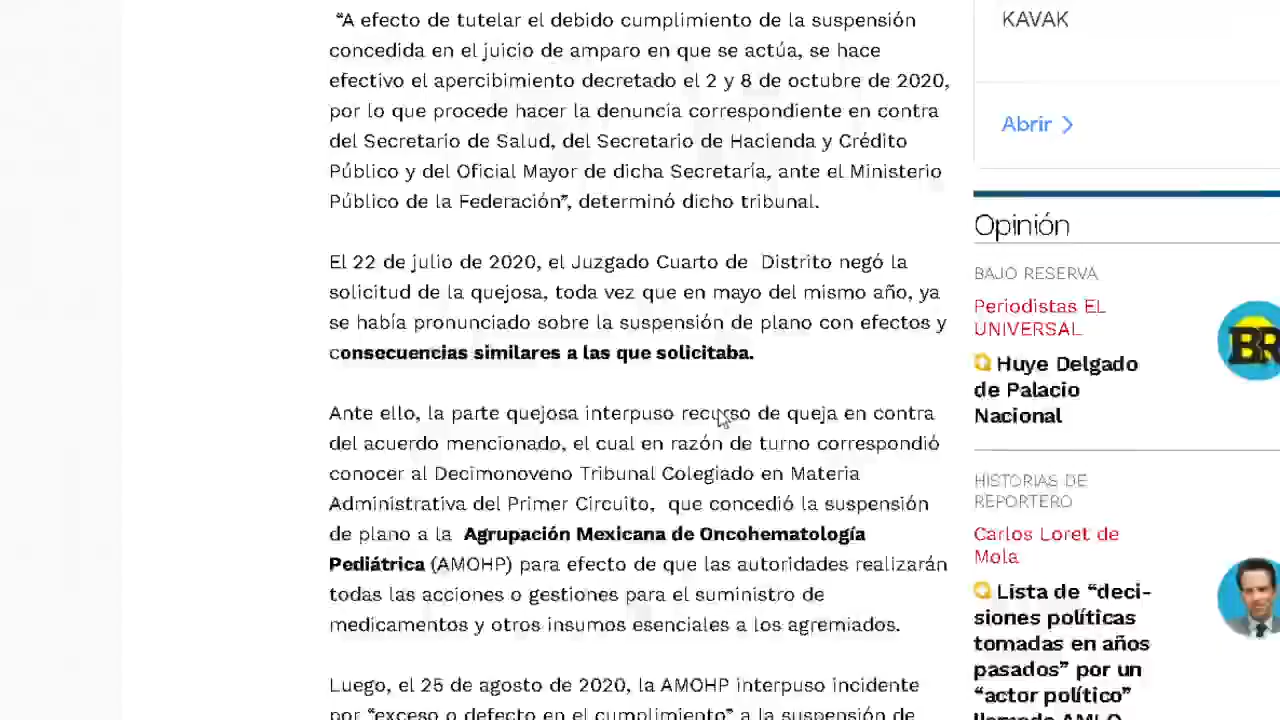 “A efecto de tutelar el debido cumplimiento de la suspensión
concedida en el juicio de amparo en que se actúa, se hace
efectivo el apercibimiento decretado el 2 y 8 de octubre de 2020,
por lo que procede hacer la denuncia correspondiente en contra
del Secretario de Salud, del Secretario de Hacienda y Crédito
Público y del Oficial Mayor de dicha Secretaría, ante el Ministerio
Público de la Federación”, determinó dicho tribunal.
El 22 de julio de 2020, el Juzgado Cuarto de  Distrito negó la
solicitud de la quejosa, toda vez que en mayo del mismo año, ya
se había pronunciado sobre la suspensión de plano con efectos y
consecuencias similares a las que solicitaba.
Ante ello, la parte quejosa interpuso recurso de queja en contra
del acuerdo mencionado, el cual en razón de turno correspondió
conocer al Decimonoveno Tribunal Colegiado en Materia
Administrativa del Primer Circuito,  que concedió la suspensión
de plano a la  Agrupación Mexicana de Oncohematología
Pediátrica (AMOHP) para efecto de que las autoridades realizarán
todas las acciones o gestiones para el suministro de
medicamentos y otros insumos esenciales a los agremiados.
Luego, el 25 de agosto de 2020, la AMOHP interpuso incidente
por “exceso o defecto en el cumplimiento” a la suspensión de
KAVAK
Abrir
Opinión
BAJO RESERVA
Periodistas EL
UNIVERSAL
Huye Delgado
de Palacio
Nacional
BR
HISTORIAS DE
REPORTERO
Carlos Loret de
Mola
Lista de “deci-
siones políticas
tomadas en años
pasados” por un
“actor político”
llamado AMLO